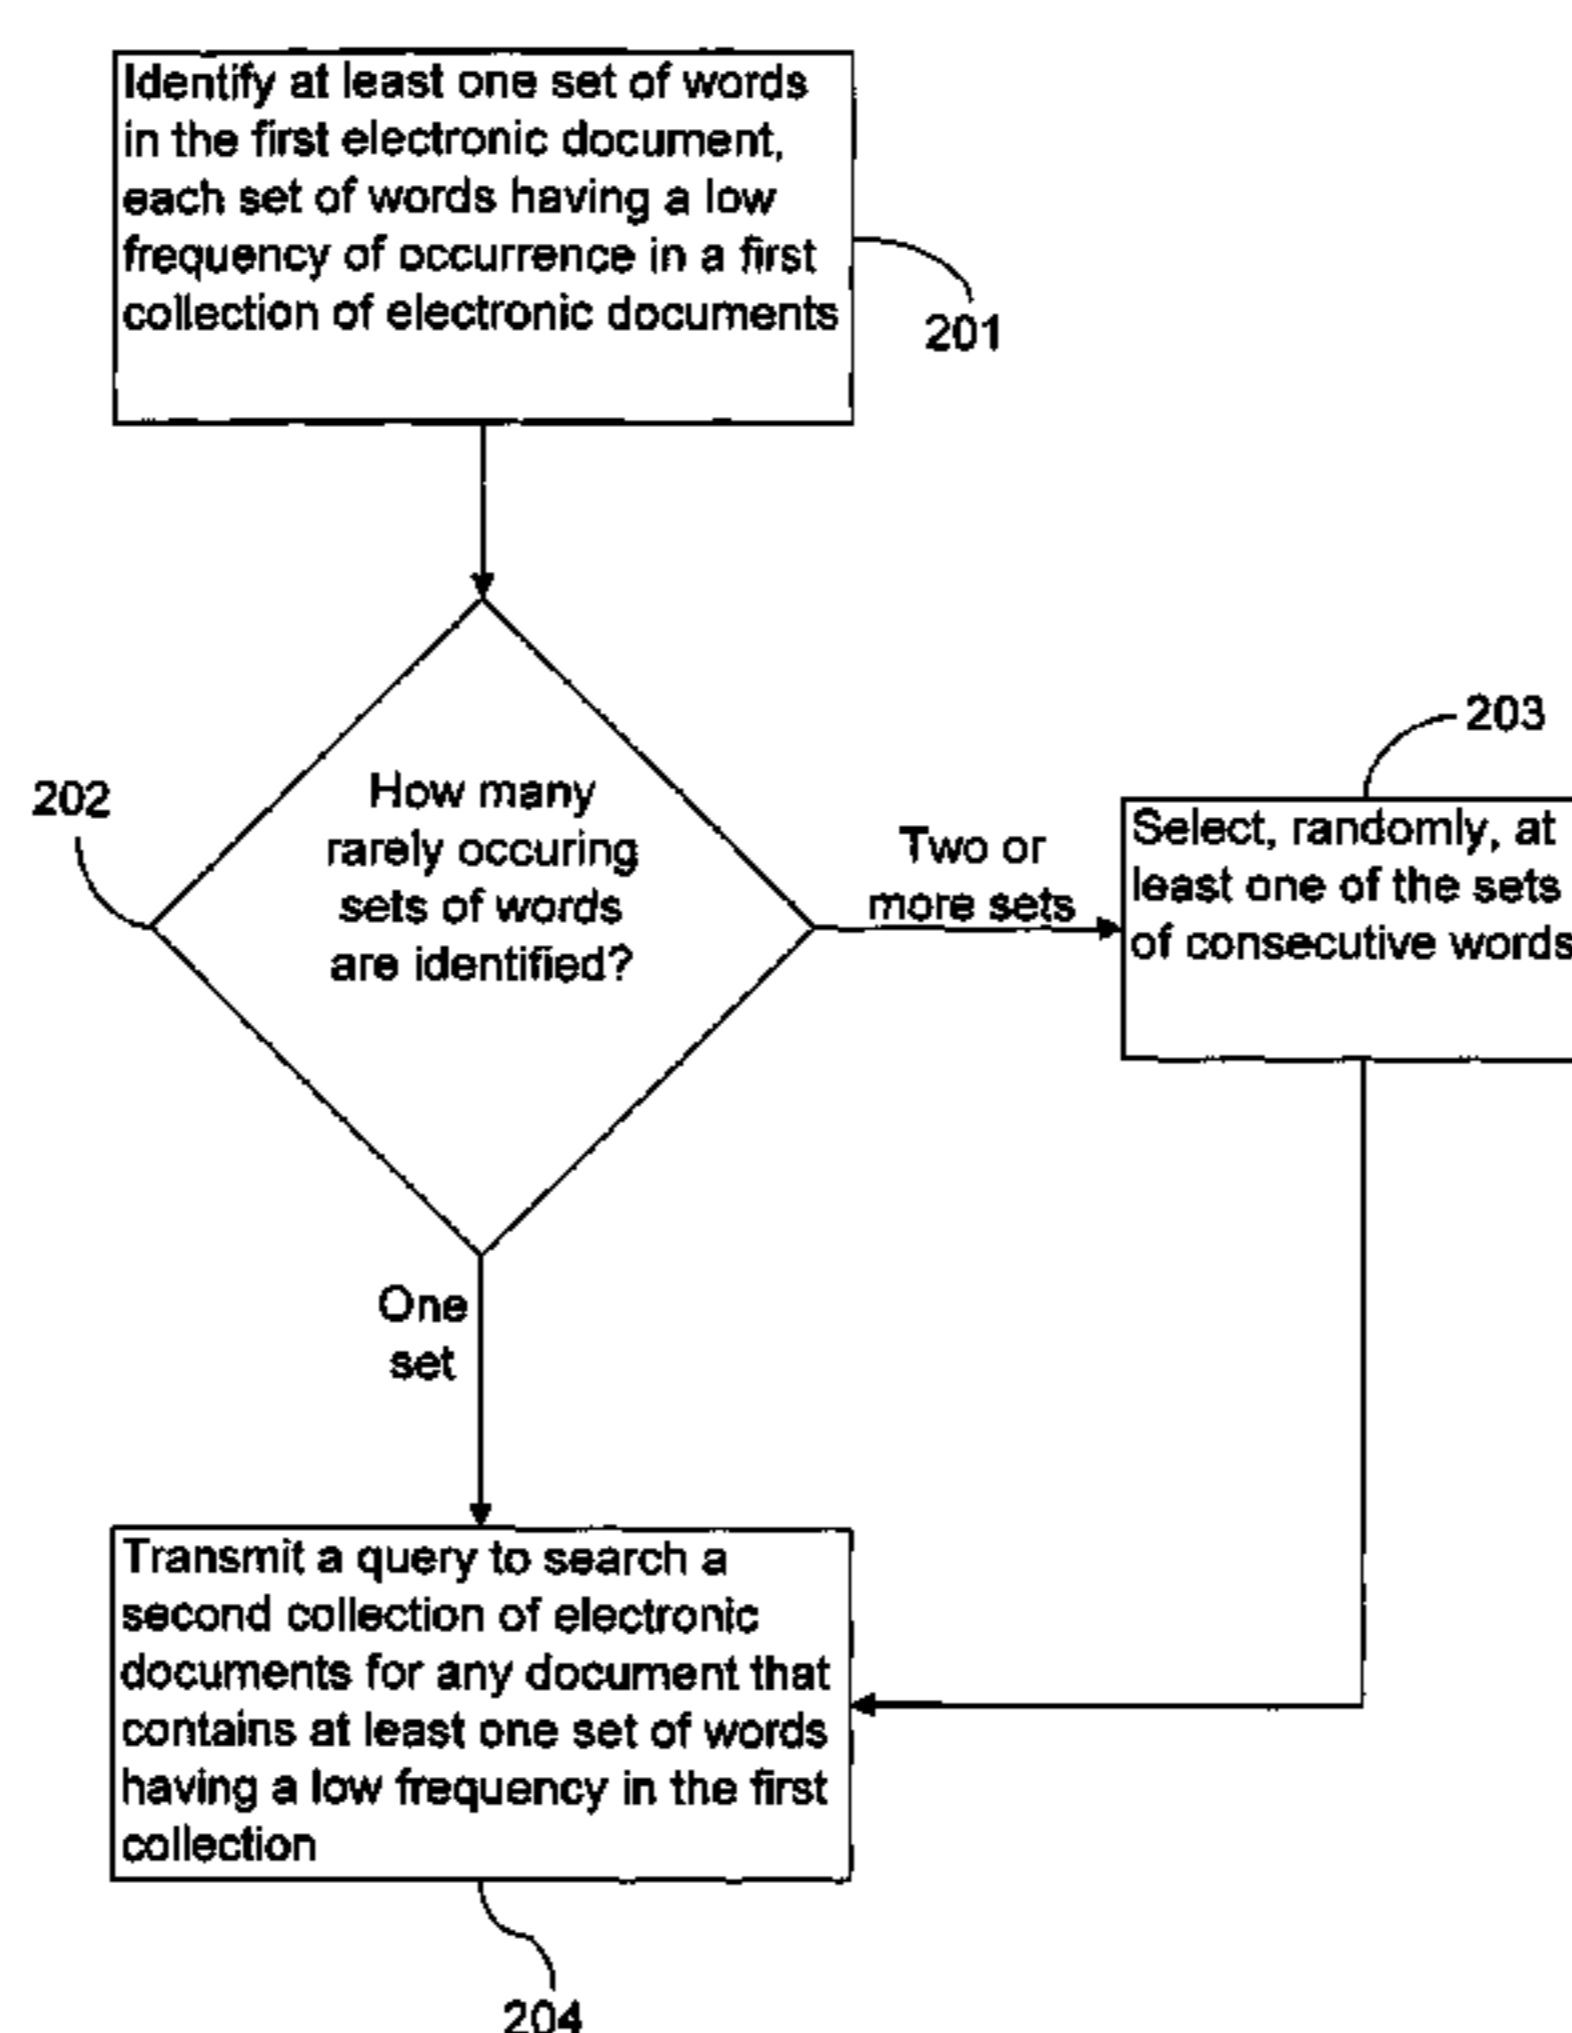 Identify at least one set of words
in the first electronic document,
each set of words having a low
frequency of occurrence in a first
collection of electronic documents
201
202
How many
rarely occuring
sets of words
are identified?
Two or
more sets
203
Select, randomly, at
least one of the sets
of consecutive words
One
set
Transmit a query to search a
second collection of electronic
documents for any document that
contains at least one set of words
having a low frequency in the first
collection
204